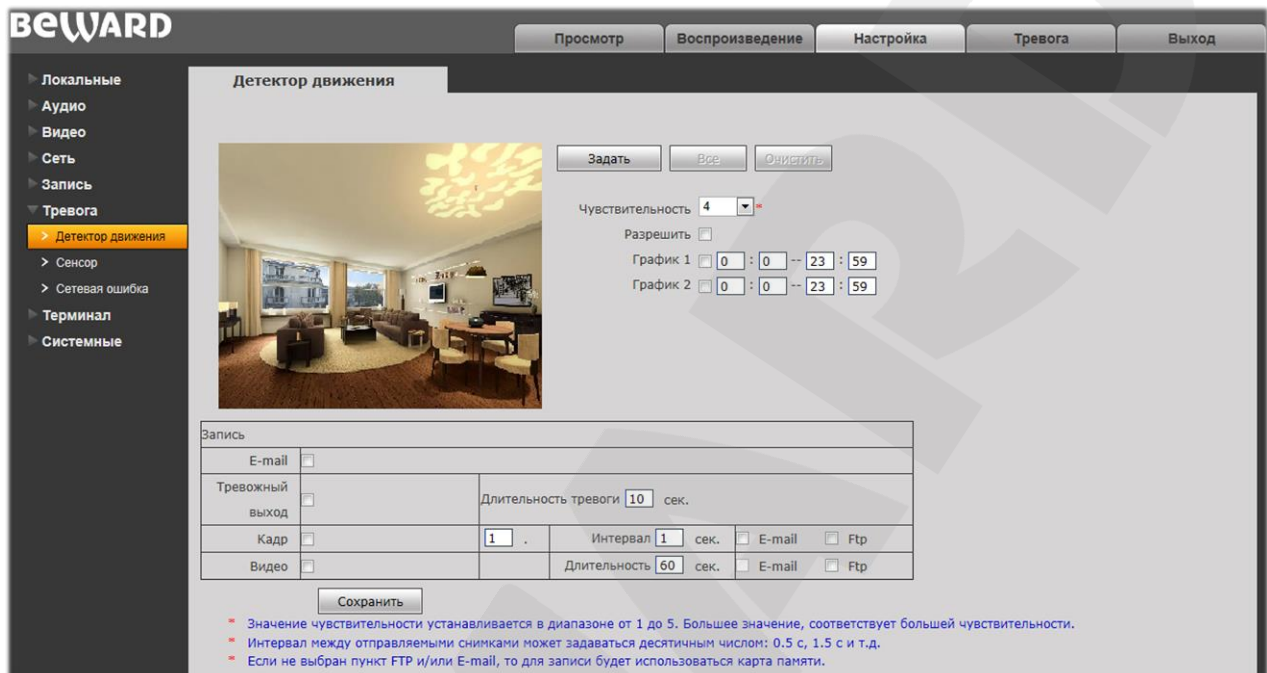 BEWARD
Просмотр Воспроизведение Настройка Тревога Выход
Локальные
Аудио
Видео
Сеть
Запись
Тревога
> Детектор движения
> Сенсор
> Сетевая ошибка
Терминал
Системные
Детектор движения
Задать Все Очистить
Чувствительность 4 *
Разрешить
График 1 0 : 0 -- 23 : 59
График 2 0 : 0 -- 23 : 59
Запись
E-mail
Тревожный
выход Длительность тревоги 10 сек.
Кадр 1 . Интервал 1 сек. E-mail Ftp
Видео Длительность 60 сек. E-mail Ftp
Сохранить
* Значение чувствительности устанавливается в диапазоне от 1 до 5. Большее значение, соответствует большей чувствительности.
* Интервал между отправляемыми снимками может задаваться десятичным числом: 0.5 с, 1.5 с и т.д.
* Если не выбран пункт FTP и/или E-mail, то для записи будет использоваться карта памяти.